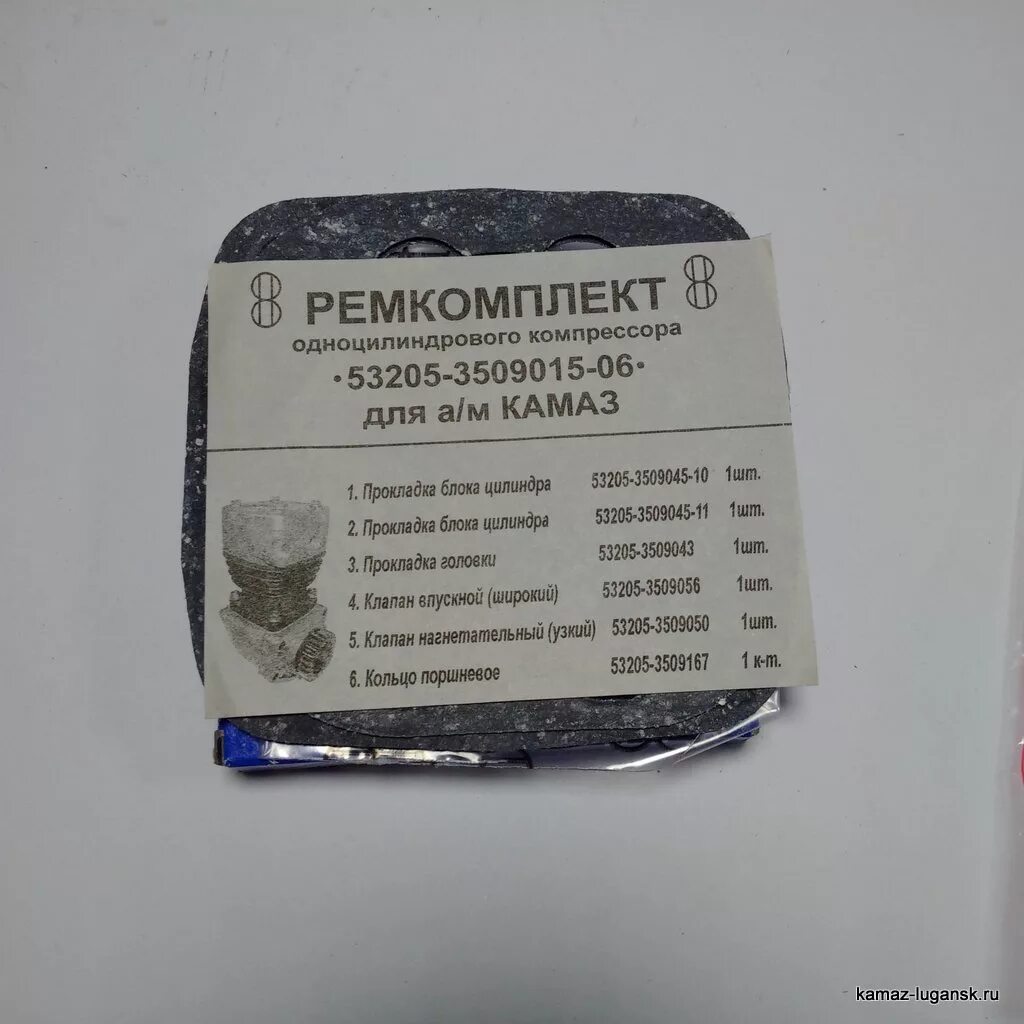 РЕМКОМПЛЕКТ
одноцилиндрового компрессора
·53205-3509015-06·
для а/м КАМАЗ
1. Прокладка блока цилиндра 53205-3509045-10 1шт.
2. Прокладка блока цилиндра 53205-3509045-11 1шт.
3. Прокладка головки 53205-3509043 1шт.
4. Клапан впускной (широкий) 53205-3509056 1шт.
5. Клапан нагнетательный (узкий) 53205-3509050 1шт.
6. Кольцо поршневое 53205-3509167 1 к-т.
kamaz-lugansk.ru